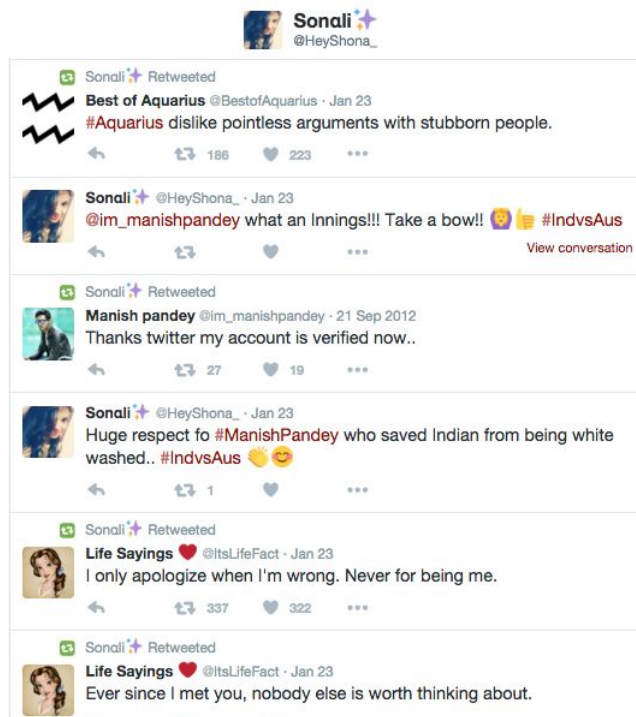 Sonali✨
@HeyShona_
Sonali✨ Retweeted
Best of Aquarius @BestofAquarius · Jan 23
#Aquarius dislike pointless arguments with stubborn people.
186 223
Sonali✨ @HeyShona_ · Jan 23
@im_manishpandey what an Innings!!! Take a bow!! 🙆👍 #IndvsAus
View conversation
Sonali✨ Retweeted
Manish pandey @im_manishpandey · 21 Sep 2012
Thanks twitter my account is verified now..
27 19
Sonali✨ @HeyShona_ · Jan 23
Huge respect fo #ManishPandey who saved Indian from being white
washed.. #IndvsAus 👏😊
1
Sonali✨ Retweeted
Life Sayings ❤ @ItsLifeFact · Jan 23
I only apologize when I'm wrong. Never for being me.
337 322
Sonali✨ Retweeted
Life Sayings ❤ @ItsLifeFact · Jan 23
Ever since I met you, nobody else is worth thinking about.